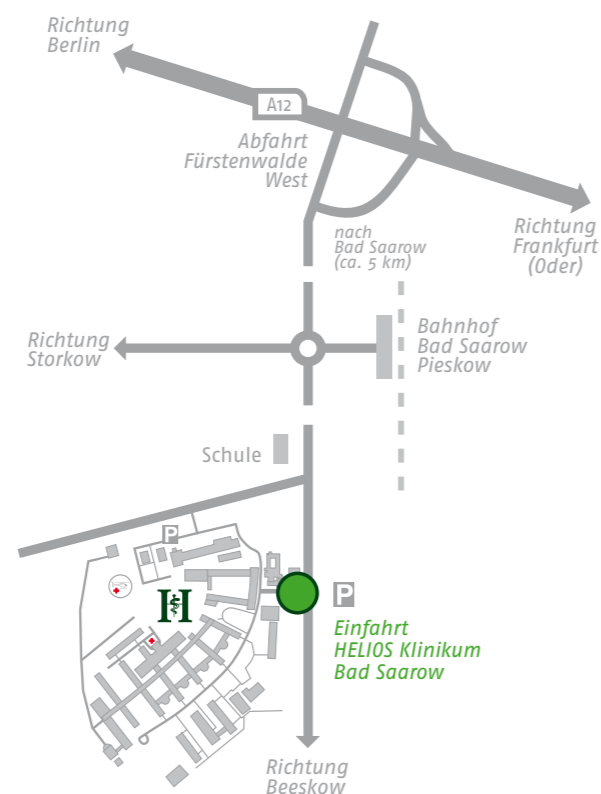 Richtung
Berlin
A12
Abfahrt
Fürstenwalde
West
Richtung
Frankfurt
(Oder)
nach
Bad Saarow
(ca. 5 km)
Bahnhof
Bad Saarow
Pieskow
Richtung
Storkow
Schule
P
H
P
Einfahrt
HELIOS Klinikum
Bad Saarow
Richtung
Beeskow